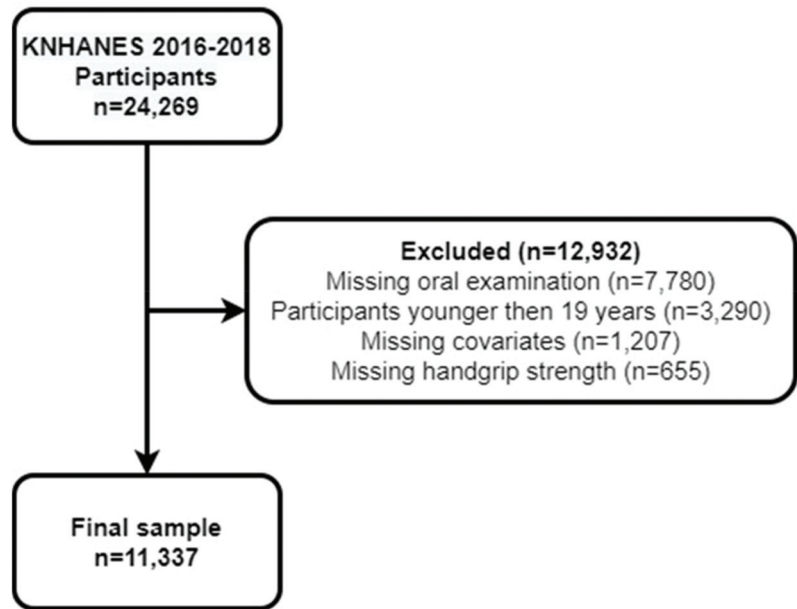 KNHANES 2016-2018
Participants
n=24,269
Excluded (n=12,932)
Missing oral examination (n=7,780)
Participants younger then 19 years (n=3,290)
Missing covariates (n=1,207)
Missing handgrip strength (n=655)
Final sample
n=11,337